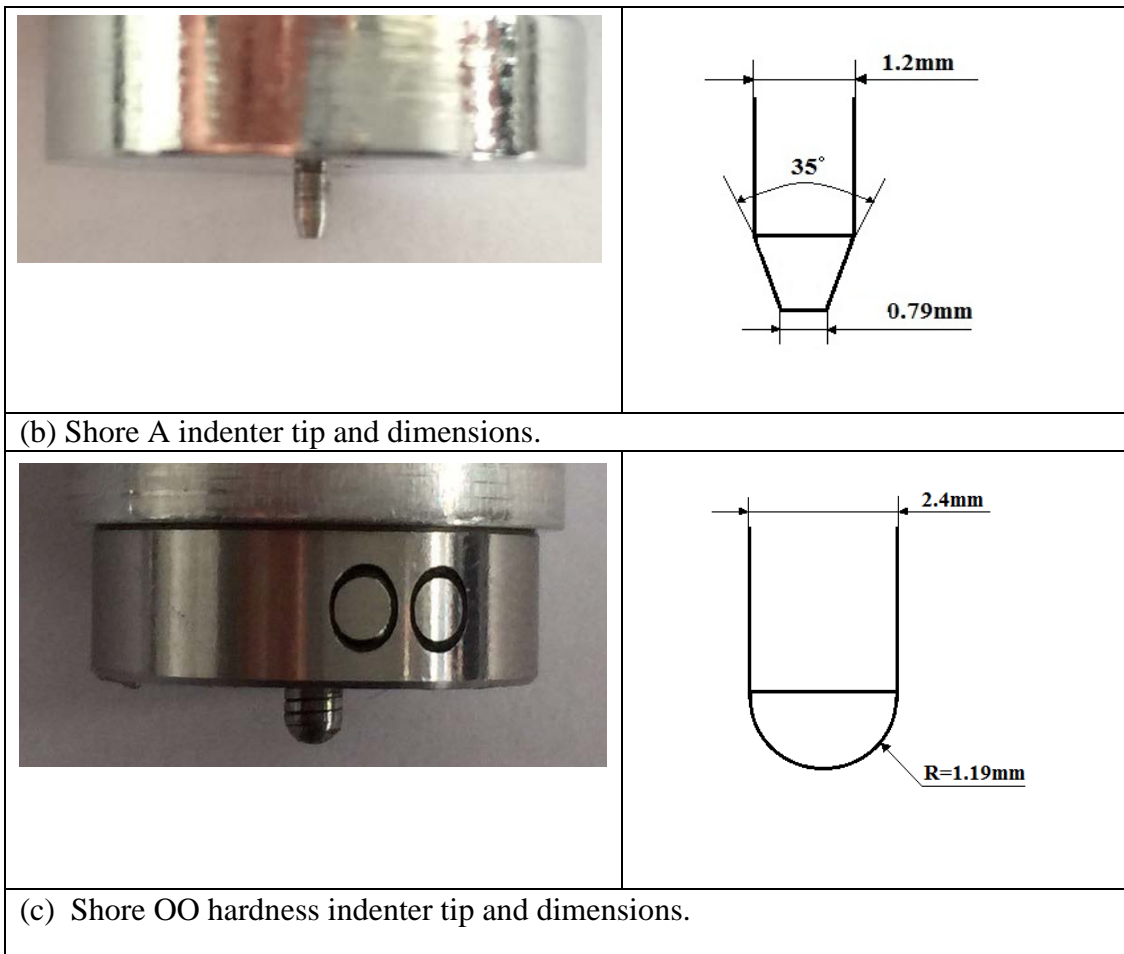 1.2mm
35°
0.79mm
(b) Shore A indenter tip and dimensions.
OO
2.4mm
R=1.19mm
(c) Shore OO hardness indenter tip and dimensions.